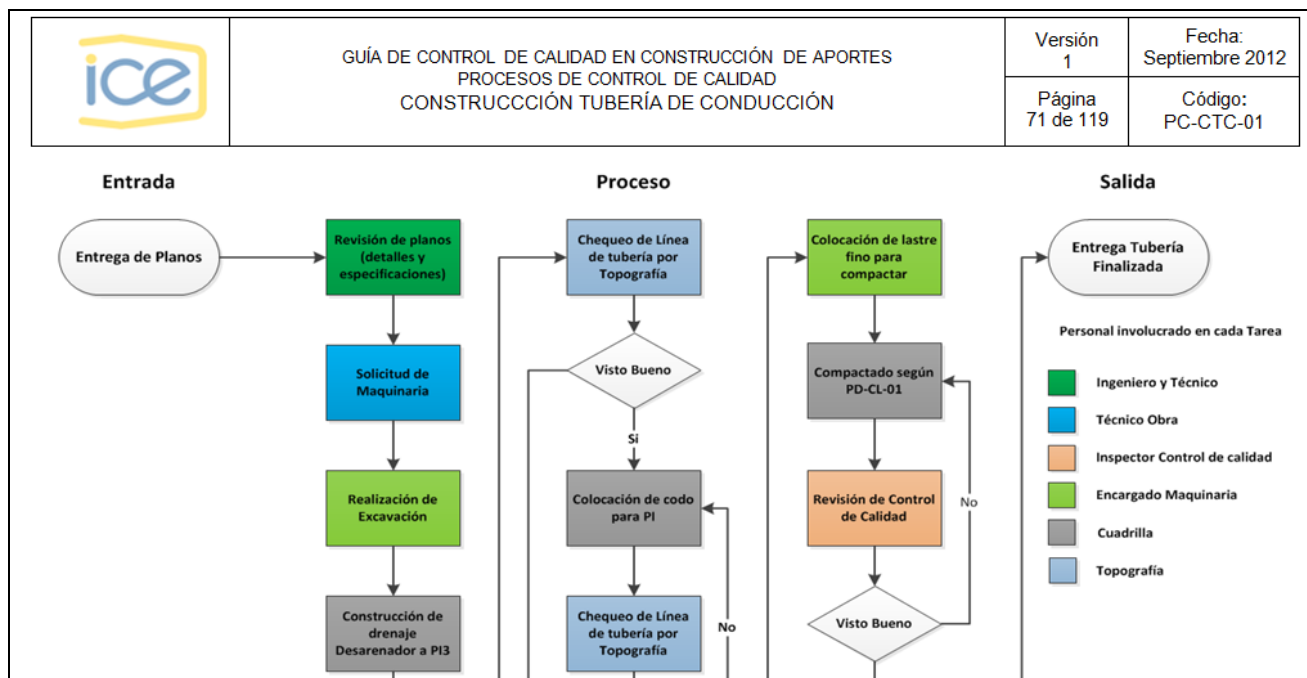 ice
GUÍA DE CONTROL DE CALIDAD EN CONSTRUCCIÓN DE APORTES
PROCESOS DE CONTROL DE CALIDAD
CONSTRUCCCIÓN TUBERÍA DE CONDUCCIÓN
Versión
1
Fecha:
Septiembre 2012
Página
71 de 119
Código:
PC-CTC-01
Entrada
Proceso
Salida
Entrega de Planos
Revisión de planos
(detalles y
especificaciones)
Solicitud de
Maquinaria
Realización de
Excavación
Construcción de
drenaje
Desarenador a PI3
Chequeo de Línea
de tubería por
Topografía
Visto Bueno
Si
Colocación de codo
para PI
Chequeo de Línea
de tubería por
Topografía
No
Colocación de lastre
fino para
compactar
Compactado según
PD-CL-01
Revisión de Control
de Calidad
No
Visto Bueno
Entrega Tubería
Finalizada
Personal involucrado en cada Tarea
Ingeniero y Técnico
Técnico Obra
Inspector Control de calidad
Encargado Maquinaria
Cuadrilla
Topografía